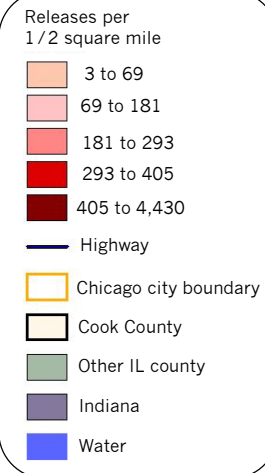 Releases per
1/2 square mile
3 to 69
69 to 181
181 to 293
293 to 405
405 to 4,430
Highway
Chicago city boundary
Cook County
Other IL county
Indiana
Water